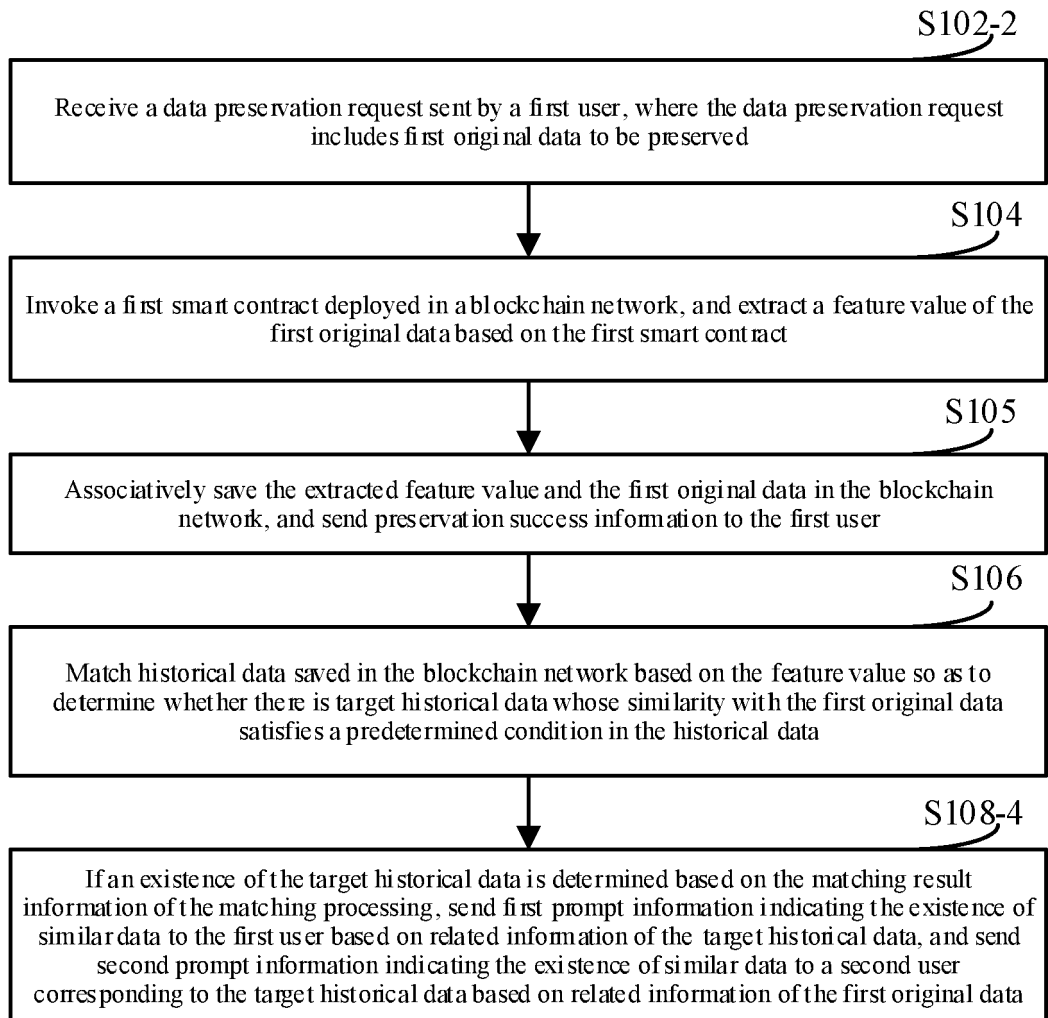 S102-2
Receive a data preservation request sent by a first user, where the data preservation request
includes first original data to be preserved
S104
Invoke a first smart contract deployed in a blockchain network, and extract a feature value of the
first original data based on the first smart contract
S105
Associatively save the extracted feature value and the first original data in the blockchain
network, and send preservation success information to the first user
S106
Match historical data saved in the blockchain network based on the feature value so as to
determine whether there is target historical data whose similarity with the first original data
satisfies a predetermined condition in the historical data
S108-4
If an existence of the target historical data is determined based on the matching result
information of the matching processing, send first prompt information indicating the existence of
similar data to the first user based on related information of the target historical data, and send
second prompt information indicating the existence of similar data to a second user
corresponding to the target historical data based on related information of the first original data